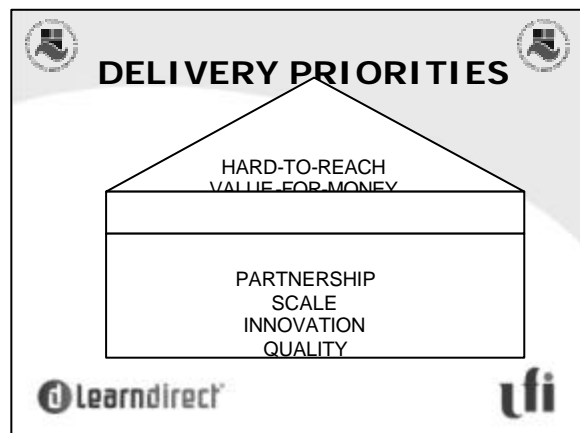 DELIVERY PRIORITIES
HARD-TO-REACH
VALUE-FOR-MONEY
PARTNERSHIP
SCALE
INNOVATION
QUALITY
learndirect
ufi